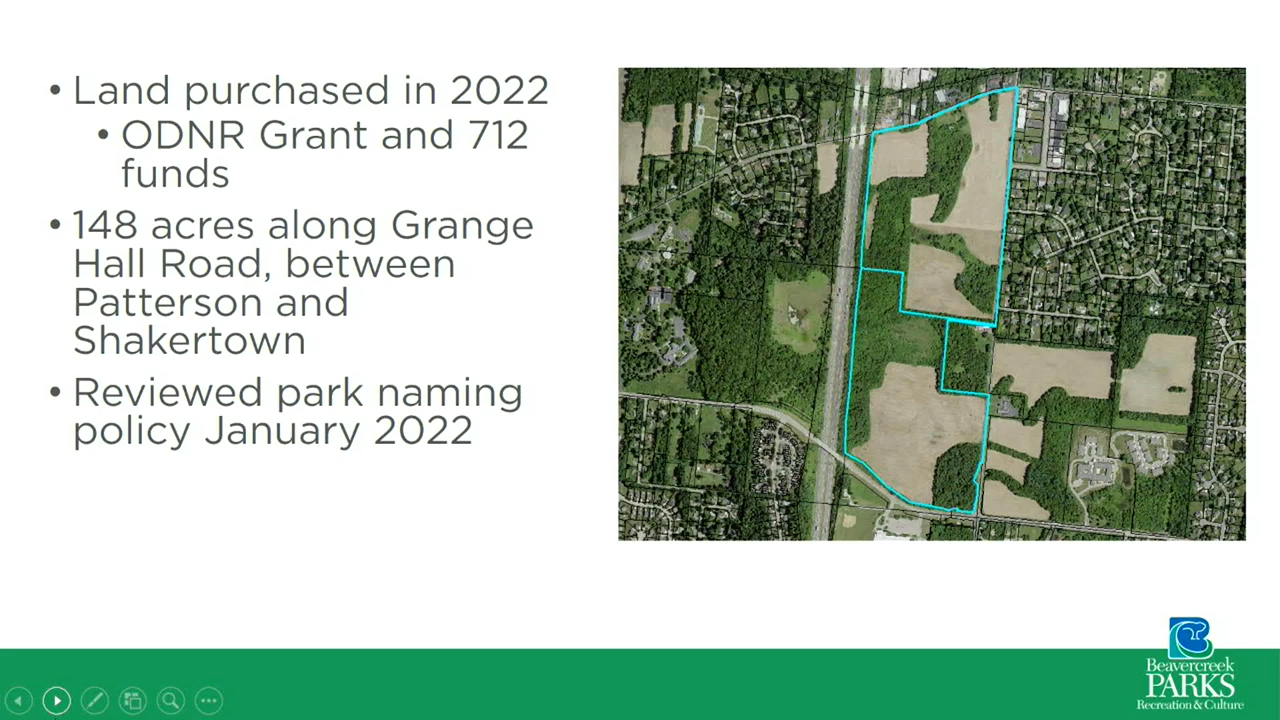 • Land purchased in 2022
• ODNR Grant and 712
funds
• 148 acres along Grange
Hall Road, between
Patterson and
Shakertown
• Reviewed park naming
policy January 2022
Beavercreek
PARKS
Recreation & Culture